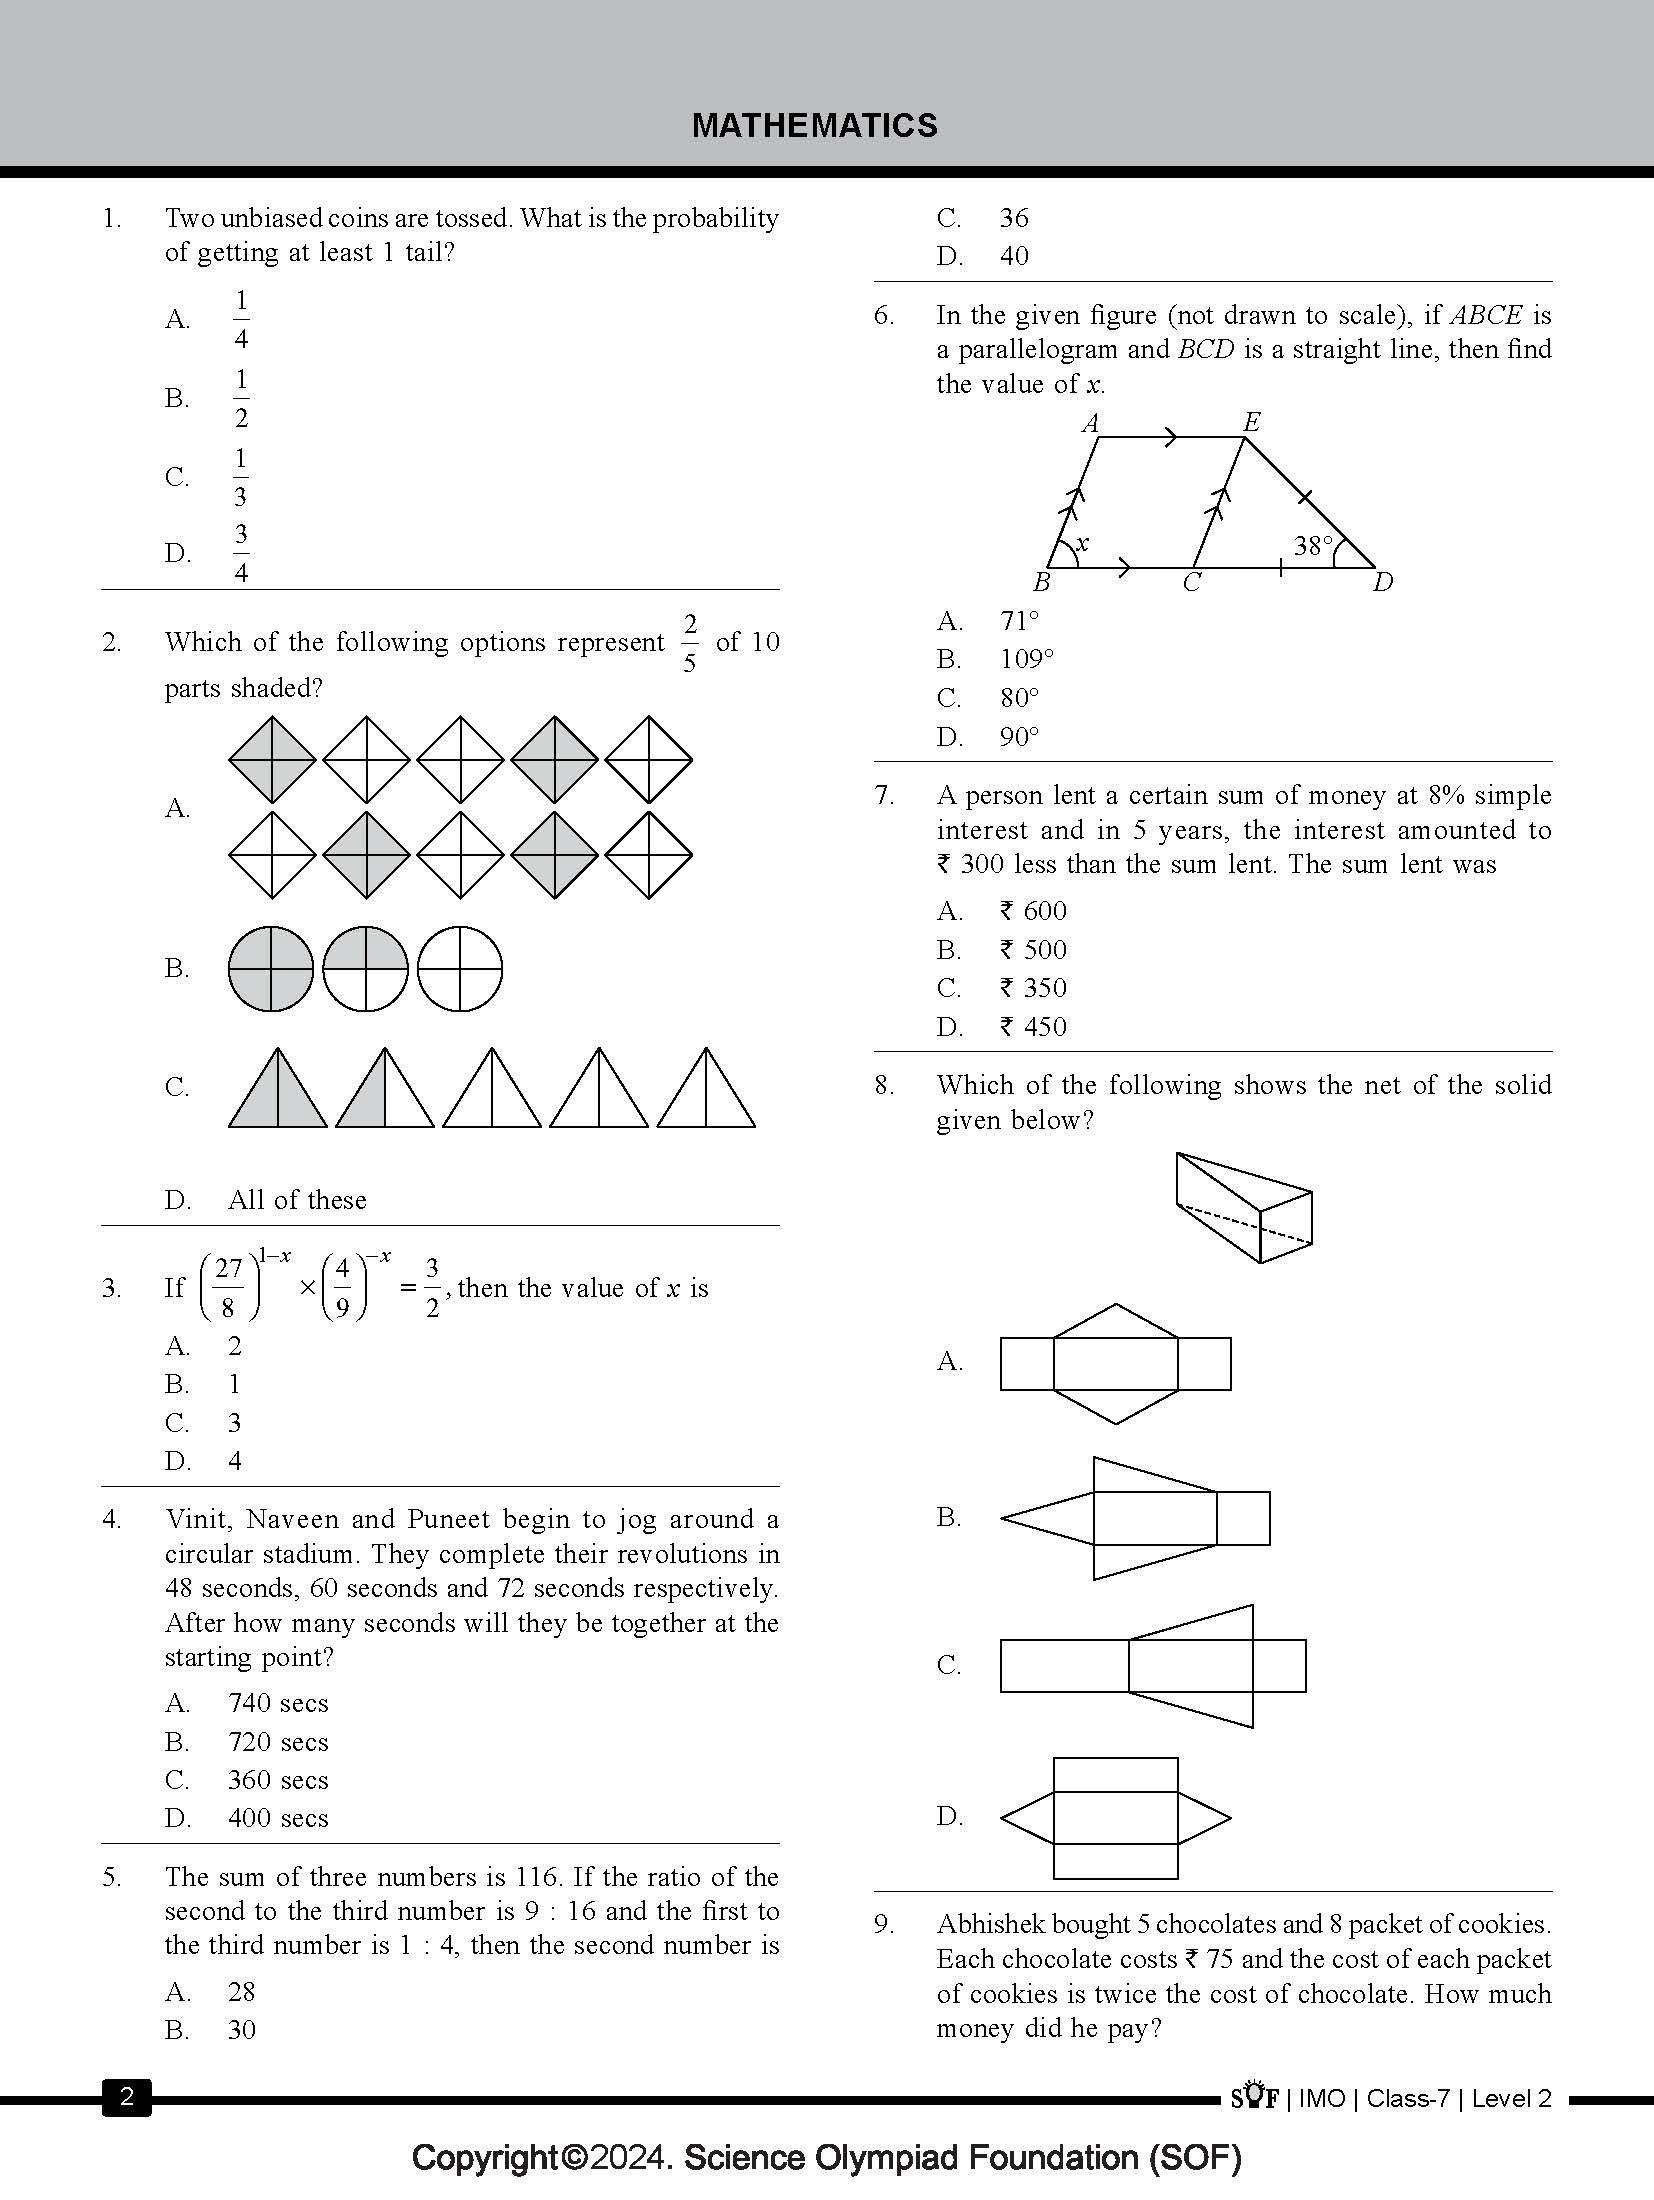 MATHEMATICS
1. Two unbiased coins are tossed. What is the probability
of getting at least 1 tail?
A. 1/4
B. 1/2
C. 1/3
D. 3/4
2. Which of the following options represent 2/5 of 10
parts shaded?
A.
B.
C.
D. All of these
3. If (27/8)^(1–x) × (4/9)^(–x) = 3/2, then the value of x is
A. 2
B. 1
C. 3
D. 4
4. Vinit, Naveen and Puneet begin to jog around a
circular stadium. They complete their revolutions in
48 seconds, 60 seconds and 72 seconds respectively.
After how many seconds will they be together at the
starting point?
A. 740 secs
B. 720 secs
C. 360 secs
D. 400 secs
5. The sum of three numbers is 116. If the ratio of the
second to the third number is 9 : 16 and the first to
the third number is 1 : 4, then the second number is
A. 28
B. 30
C. 36
D. 40
6. In the given figure (not drawn to scale), if ABCE is
a parallelogram and BCD is a straight line, then find
the value of x.
A E
x 38°
B C D
A. 71°
B. 109°
C. 80°
D. 90°
7. A person lent a certain sum of money at 8% simple
interest and in 5 years, the interest amounted to
₹ 300 less than the sum lent. The sum lent was
A. ₹ 600
B. ₹ 500
C. ₹ 350
D. ₹ 450
8. Which of the following shows the net of the solid
given below?
A.
B.
C.
D.
9. Abhishek bought 5 chocolates and 8 packet of cookies.
Each chocolate costs ₹ 75 and the cost of each packet
of cookies is twice the cost of chocolate. How much
money did he pay?
2
SOF | IMO | Class-7 | Level 2
Copyright©2024. Science Olympiad Foundation (SOF)